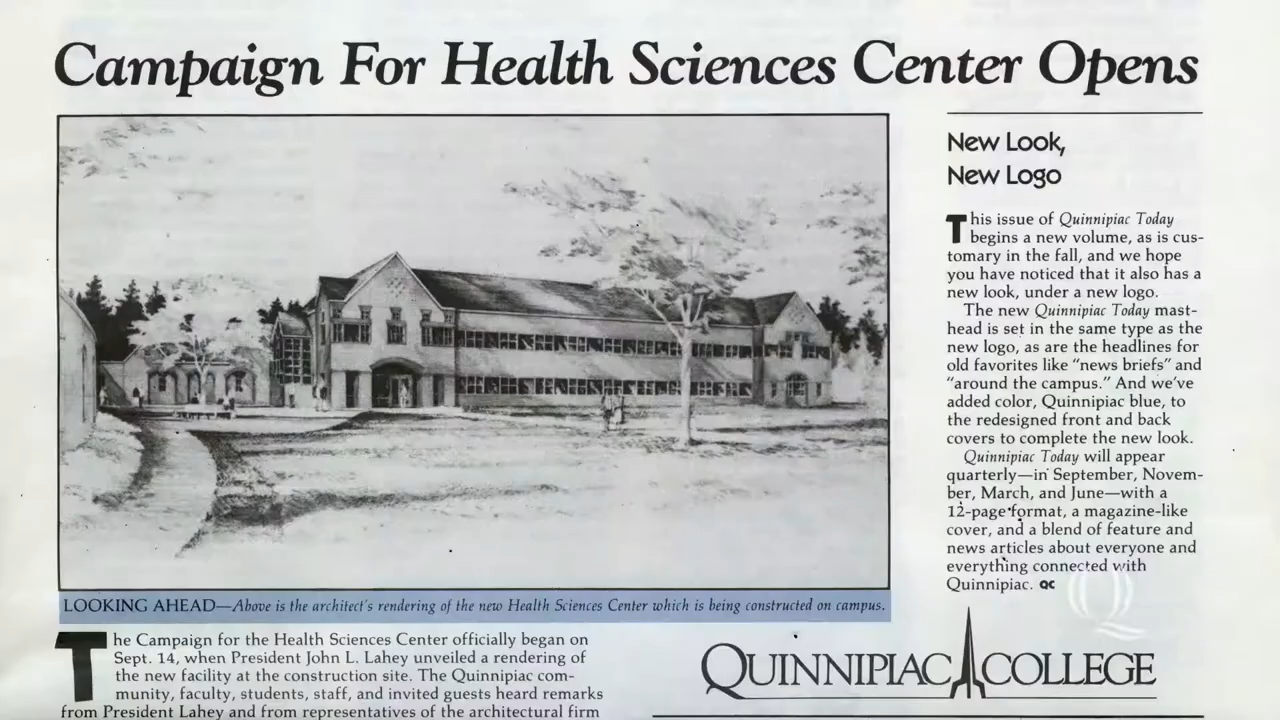 Campaign For Health Sciences Center Opens
LOOKING AHEAD—Above is the architect's rendering of the new Health Sciences Center which is being constructed on campus.
The Campaign for the Health Sciences Center officially began on
Sept. 14, when President John L. Lahey unveiled a rendering of
the new facility at the construction site. The Quinnipiac com-
munity, faculty, students, staff, and invited guests heard remarks
from President Lahey and from representatives of the architectural firm
New Look,
New Logo
This issue of Quinnipiac Today
begins a new volume, as is cus-
tomary in the fall, and we hope
you have noticed that it also has a
new look, under a new logo.
The new Quinnipiac Today mast-
head is set in the same type as the
new logo, as are the headlines for
old favorites like "news briefs" and
"around the campus." And we've
added color, Quinnipiac blue, to
the redesigned front and back
covers to complete the new look.
Quinnipiac Today will appear
quarterly—in September, Novem-
ber, March, and June—with a
12-page format, a magazine-like
cover, and a blend of feature and
news articles about everyone and
everything connected with
Quinnipiac. QC
Q
QUINNIPIAC COLLEGE